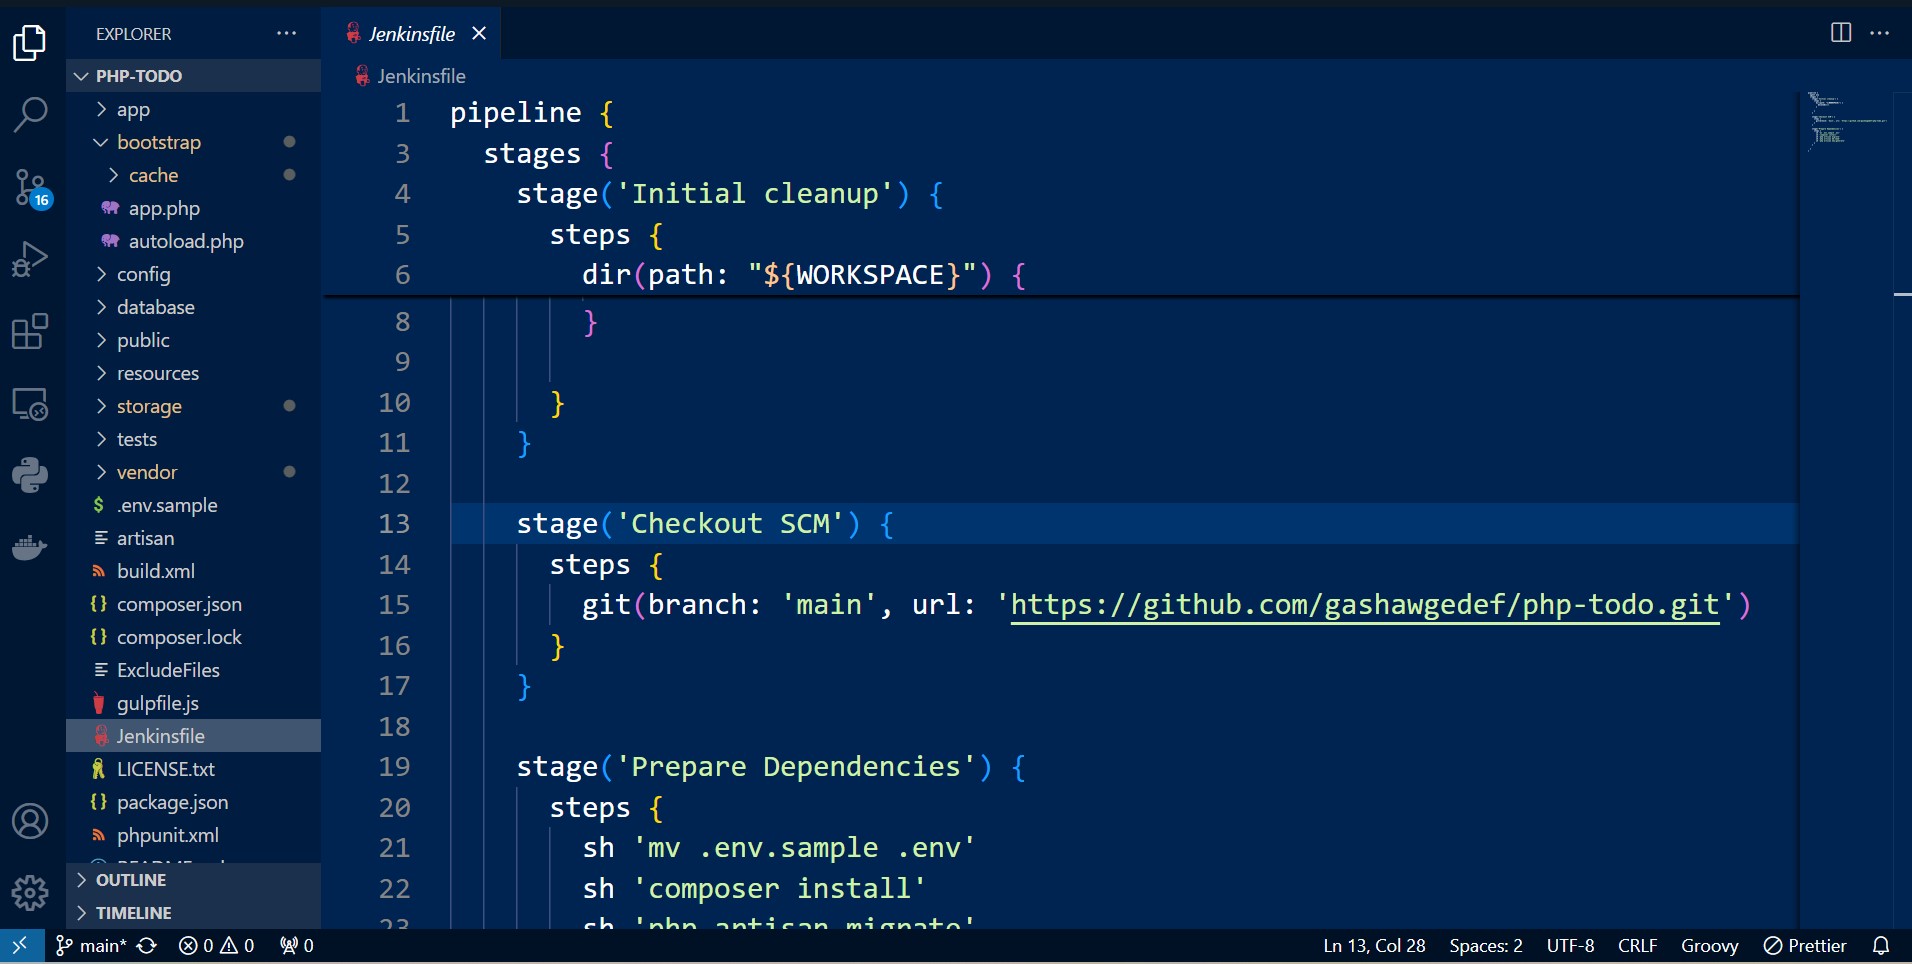 EXPLORER
PHP-TODO
app
bootstrap
cache
app.php
autoload.php
config
database
public
resources
storage
tests
vendor
$ .env.sample
artisan
build.xml
{} composer.json
{} composer.lock
ExcludeFiles
gulpfile.js
Jenkinsfile
LICENSE.txt
{} package.json
phpunit.xml
OUTLINE
TIMELINE
16
Jenkinsfile
Jenkinsfile
1 pipeline {
3 stages {
4 stage('Initial cleanup') {
5 steps {
6 dir(path: "${WORKSPACE}") {
8 }
9
10 }
11 }
12
13 stage('Checkout SCM') {
14 steps {
15 git(branch: 'main', url: 'https://github.com/gashawgedef/php-todo.git')
16 }
17 }
18
19 stage('Prepare Dependencies') {
20 steps {
21 sh 'mv .env.sample .env'
22 sh 'composer install'
23 sh 'php artisan migrate'
main* 0 0 0 Ln 13, Col 28 Spaces: 2 UTF-8 CRLF Groovy Prettier